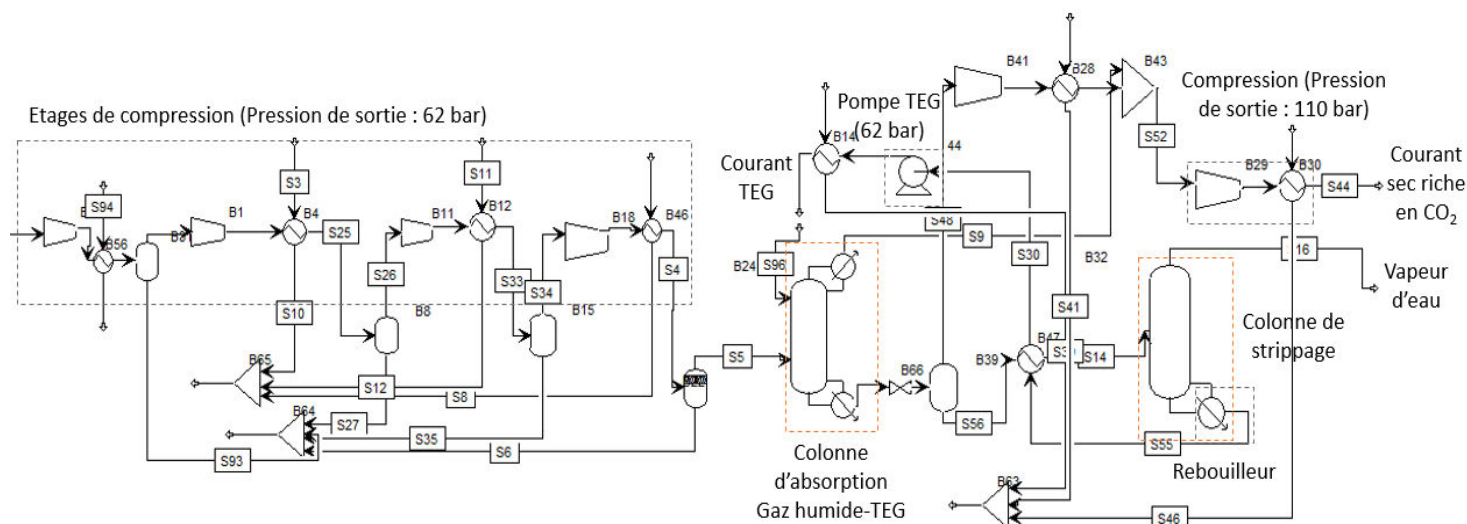 Etages de compression (Pression de sortie : 62 bar)
S94
B56
B1
S3
B4
S25
S10
S26
B11
S11
B12
S33
S34
B18
B46
S4
B8
B15
B65
S12
S8
B64
S27
S35
S6
S93
S5
Pompe TEG
(62 bar)
B14
44
Courant
TEG
B24
S96
B41
B28
B43
S52
S48
S9
S30
B32
S41
Compression (Pression
de sortie : 110 bar)
B29
B30
S44
Courant
sec riche
en CO₂
16
Vapeur
d'eau
Colonne de
strippage
B66
B39
B47
S14
S56
S55
Rebouilleur
Colonne
d'absorption
Gaz humide-TEG
B63
S46